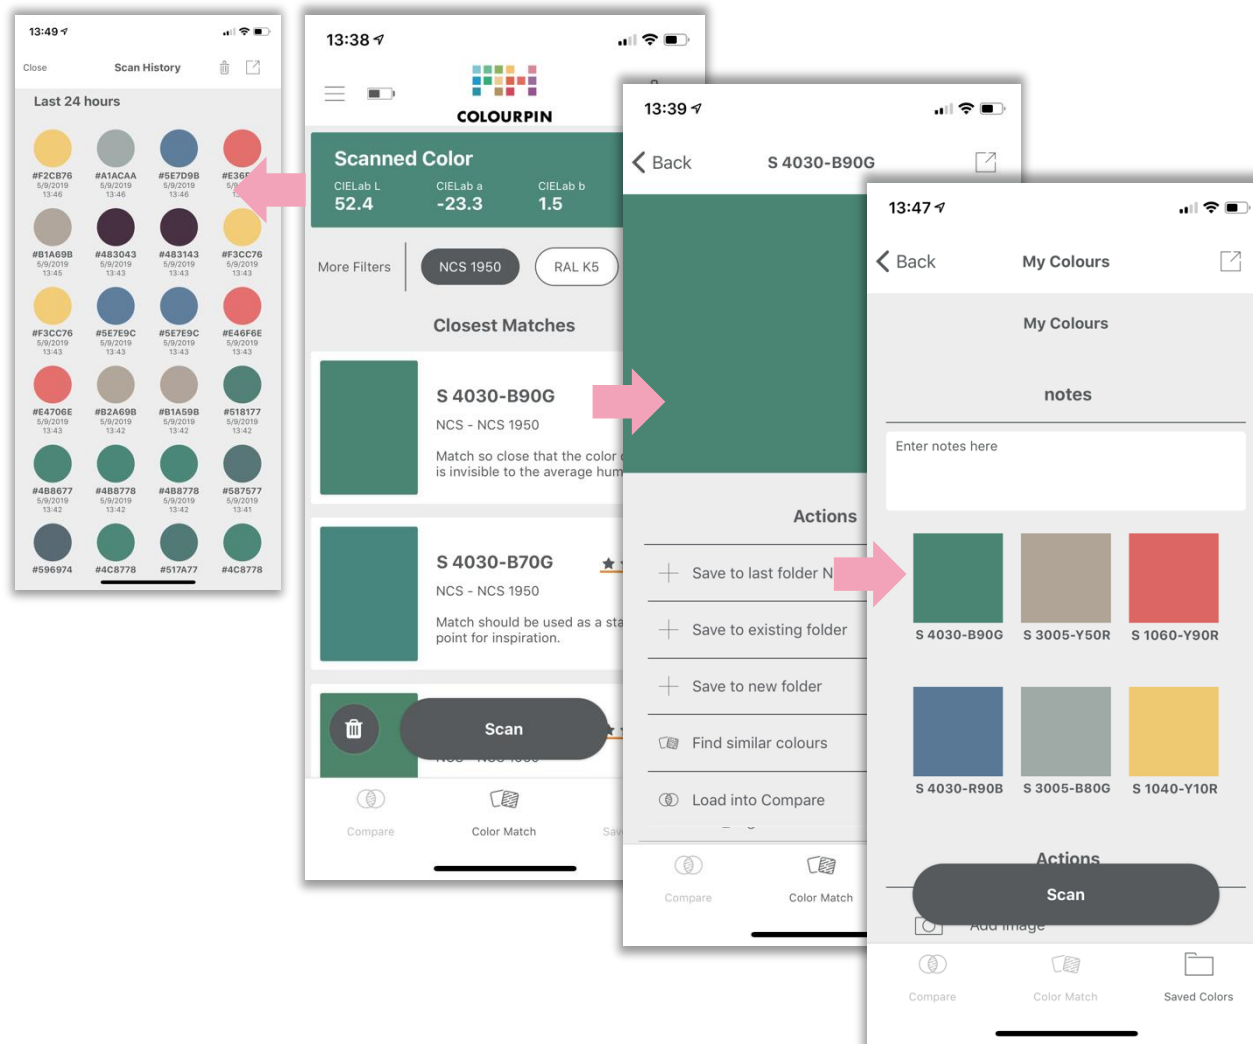 13:49
Close Scan History
Last 24 hours
#F2CB76 #A1ACAA #5E7D9B #E36F
5/9/2019 5/9/2019 5/9/2019
13:46 13:46 13:46
#B1A69B #483043 #483143 #F3CC76
5/9/2019 5/9/2019 5/9/2019 5/9/2019
13:45 13:43 13:43 13:43
#F3CC76 #5E7E9C #5E7E9C #E46F6E
5/9/2019 5/9/2019 5/9/2019 5/9/2019
13:43 13:43 13:43 13:43
#E4706E #B2A69B #B1A59B #518177
5/9/2019 5/9/2019 5/9/2019 5/9/2019
13:43 13:42 13:42 13:42
#4B8677 #4B8778 #4B8778 #587577
5/9/2019 5/9/2019 5/9/2019 5/9/2019
13:42 13:42 13:42 13:41
#596974 #4C8778 #517A77 #4C8778
13:38
COLOURPIN
Scanned Color
CIELab L CIELab a CIELab b
52.4 -23.3 1.5
More Filters NCS 1950 RAL K5
Closest Matches
S 4030-B90G
NCS - NCS 1950
Match so close that the color
is invisible to the average hum
S 4030-B70G
NCS - NCS 1950
Match should be used as a sta
point for inspiration.
Scan
Compare Color Match Sav
13:39
Back S 4030-B90G
Actions
Save to last folder N
Save to existing folder
Save to new folder
Find similar colours
Load into Compare
Compare Color Match
13:47
Back My Colours
My Colours
notes
Enter notes here
S 4030-B90G S 3005-Y50R S 1060-Y90R
S 4030-R90B S 3005-B80G S 1040-Y10R
Actions
Scan
Add image
Compare Color Match Saved Colors